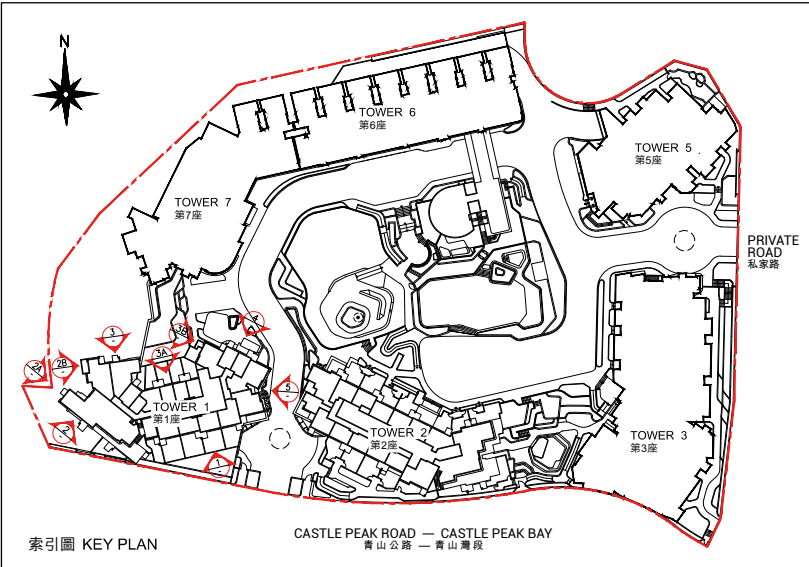 N
TOWER 6
第6座
TOWER 5
第5座
TOWER 7
第7座
PRIVATE
ROAD
私家路
3
-
3B
-
4
-
2A
-
2B
-
3A
-
5
-
TOWER 1
第1座
2
-
1
-
TOWER 2
第2座
TOWER 3
第3座
索引圖 KEY PLAN
CASTLE PEAK ROAD — CASTLE PEAK BAY
青山公路 — 青山灣段